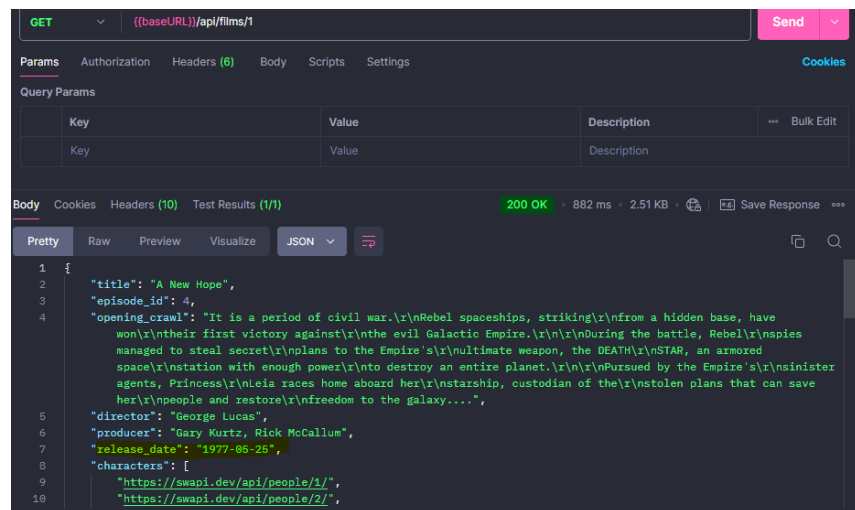 GET {{baseURL}}/api/films/1 Send
Params Authorization Headers (6) Body Scripts Settings Cookies
Query Params
Key Value Description ••• Bulk Edit
Key Value Description
Body Cookies Headers (10) Test Results (1/1) 200 OK • 882 ms • 2.51 KB • e.g. Save Response •••
Pretty Raw Preview Visualize JSON
1 {
2 "title": "A New Hope",
3 "episode_id": 4,
4 "opening_crawl": "It is a period of civil war.\r\nRebel spaceships, striking\r\nfrom a hidden base, have
won\r\ntheir first victory against\r\nthe evil Galactic Empire.\r\n\r\nDuring the battle, Rebel\r\nspies
managed to steal secret\r\nplans to the Empire's\r\nultimate weapon, the DEATH\r\nSTAR, an armored
space\r\nstation with enough power\r\nto destroy an entire planet.\r\n\r\nPursued by the Empire's\r\nsinister
agents, Princess\r\nLeia races home aboard her\r\nstarship, custodian of the\r\nstolen plans that can save
her\r\npeople and restore\r\nfreedom to the galaxy....",
5 "director": "George Lucas",
6 "producer": "Gary Kurtz, Rick McCallum",
7 "release_date": "1977-05-25",
8 "characters": [
9 "https://swapi.dev/api/people/1/",
10 "https://swapi.dev/api/people/2/",